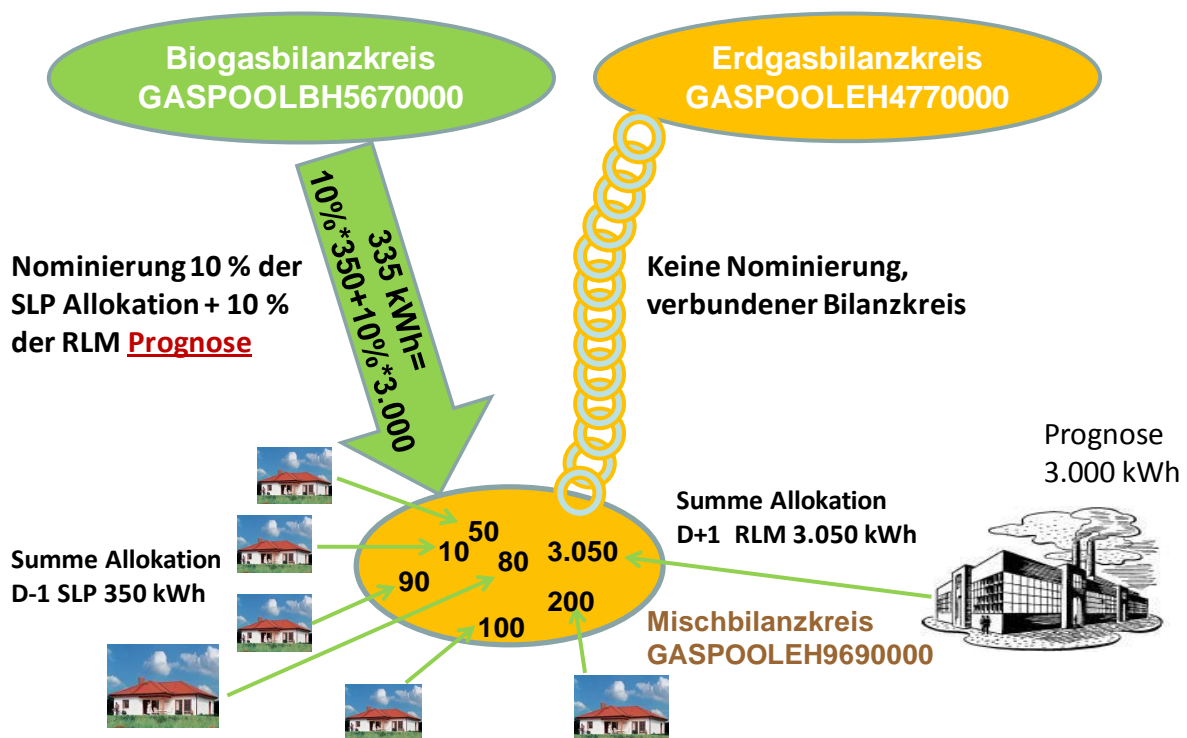 Biogasbilanzkreis
GASPOOLBH5670000
Erdgasbilanzkreis
GASPOOLEH4770000
335 kWh=
10%*350+10%*3.000
Nominierung 10 % der
SLP Allokation + 10 %
der RLM Prognose
Keine Nominierung,
verbundener Bilanzkreis
Prognose
3.000 kWh
Summe Allokation
D+1 RLM 3.050 kWh
Summe Allokation
D-1 SLP 350 kWh
50
10
80
3.050
90
200
100
Mischbilanzkreis
GASPOOLEH9690000